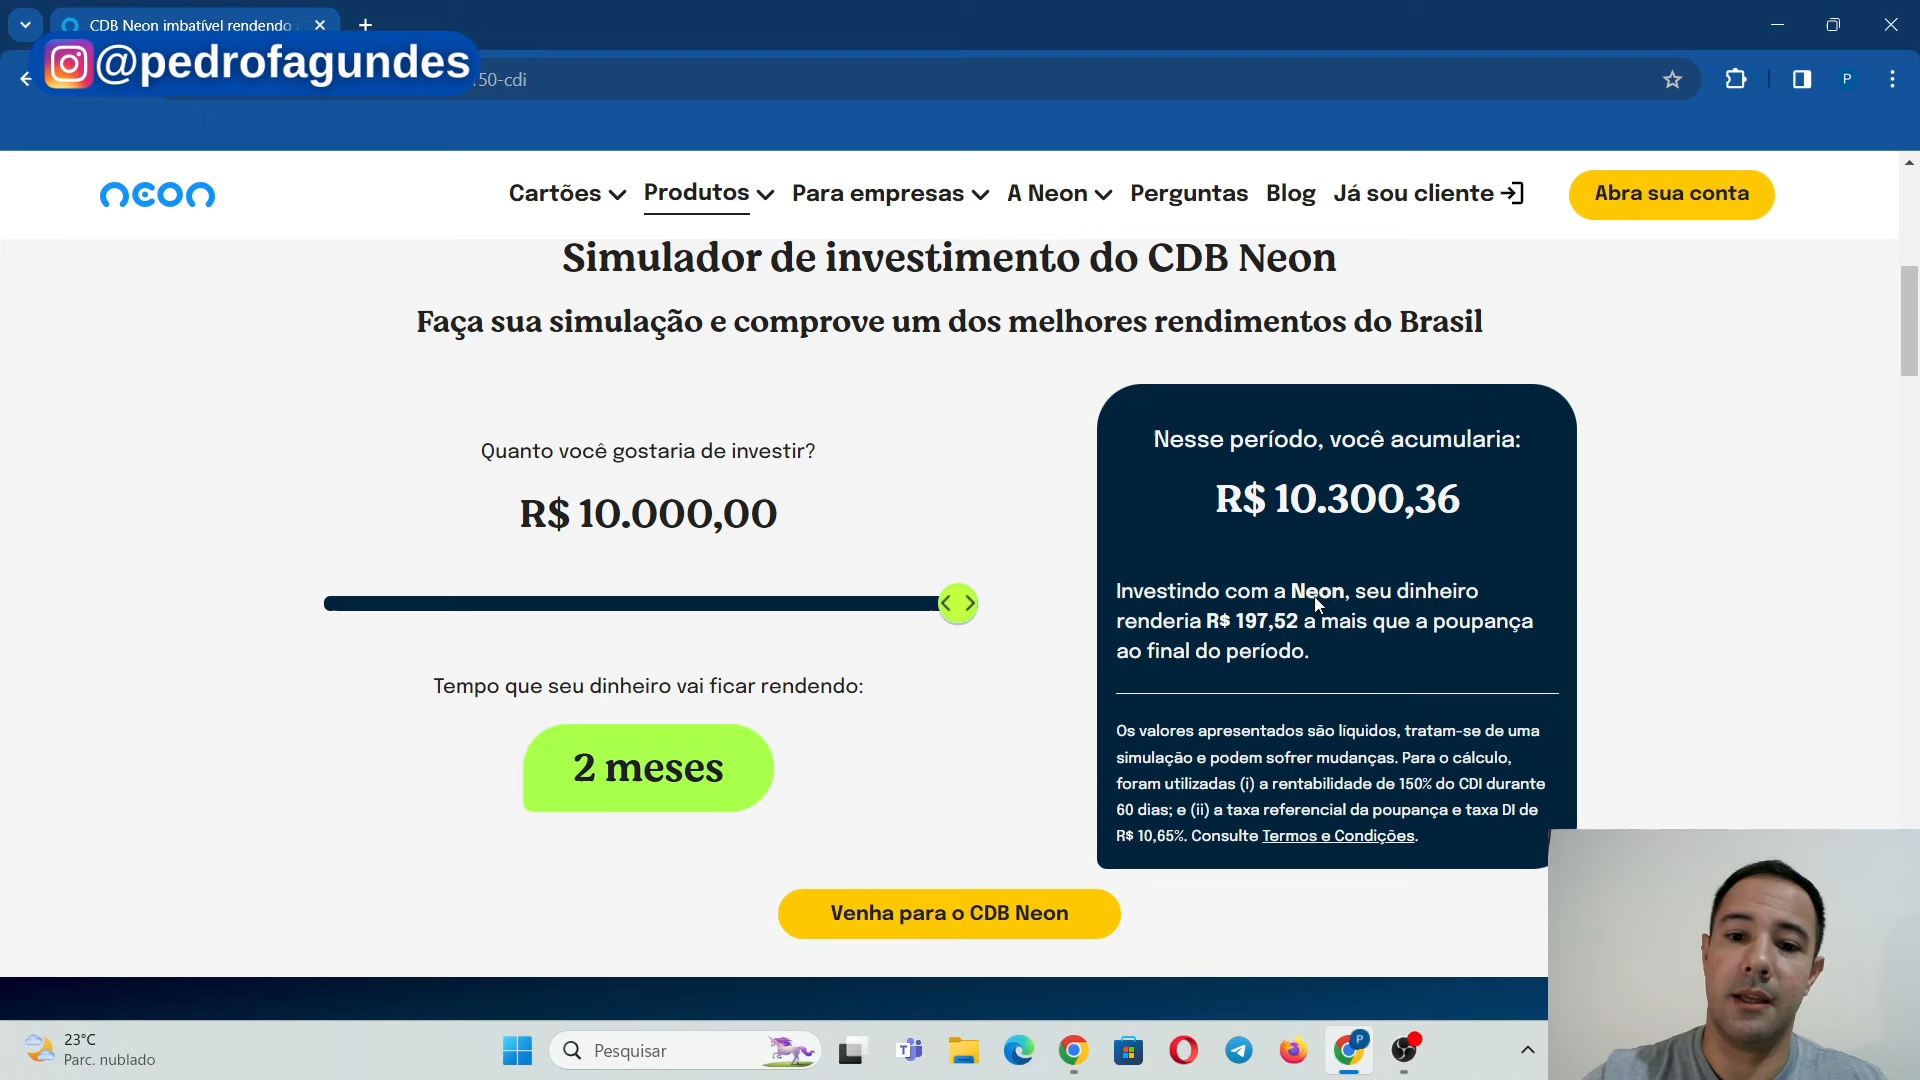 CDB Neon imbatível rendendo
@pedrofagundes
50-cdi
P
neon
Cartões
Produtos
Para empresas
A Neon
Perguntas
Blog
Já sou cliente
Abra sua conta
Simulador de investimento do CDB Neon
Faça sua simulação e comprove um dos melhores rendimentos do Brasil
Quanto você gostaria de investir?
R$ 10.000,00
Tempo que seu dinheiro vai ficar rendendo:
2 meses
Nesse período, você acumularia:
R$ 10.300,36
Investindo com a Neon, seu dinheiro
renderia R$ 197,52 a mais que a poupança
ao final do período.
Os valores apresentados são líquidos, tratam-se de uma
simulação e podem sofrer mudanças. Para o cálculo,
foram utilizadas (i) a rentabilidade de 150% do CDI durante
60 dias; e (ii) a taxa referencial da poupança e taxa DI de
R$ 10,65%. Consulte Termos e Condições.
Venha para o CDB Neon
23°C
Parc. nublado
Pesquisar
P